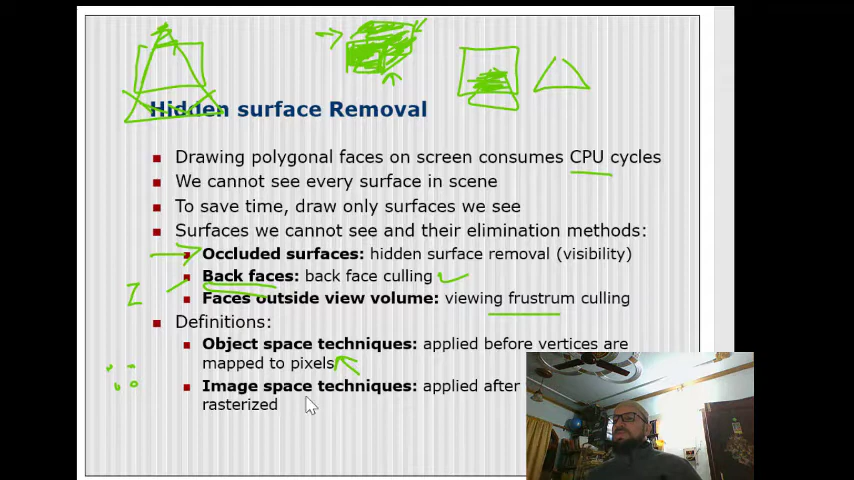 Hidden surface Removal
Drawing polygonal faces on screen consumes CPU cycles
We cannot see every surface in scene
To save time, draw only surfaces we see
Surfaces we cannot see and their elimination methods:
Occluded surfaces: hidden surface removal (visibility)
Back faces: back face culling
Z
Faces outside view volume: viewing frustrum culling
Definitions:
Object space techniques: applied before vertices are
mapped to pixels
Image space techniques: applied after
rasterized